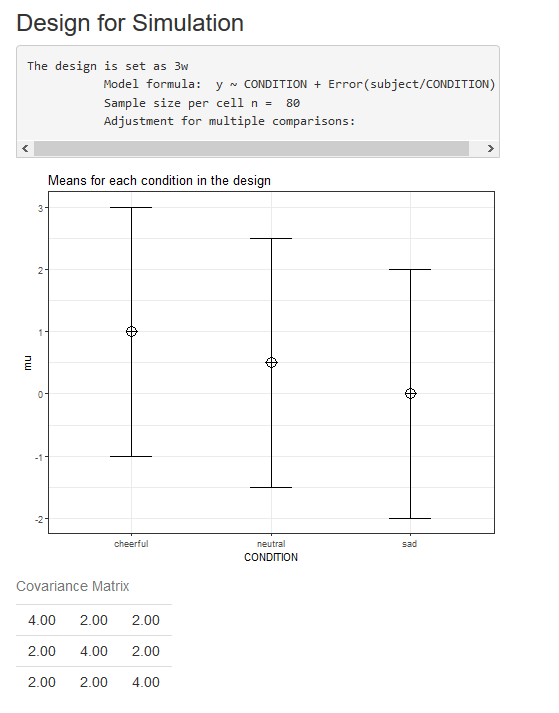 Design for Simulation
The design is set as 3w
Model formula:  y ~ CONDITION + Error(subject/CONDITION)
Sample size per cell n =  80
Adjustment for multiple comparisons:
Means for each condition in the design
3
2
1
0
-1
-2
mu
cheerful neutral sad
CONDITION
Covariance Matrix
4.00 2.00 2.00
2.00 4.00 2.00
2.00 2.00 4.00